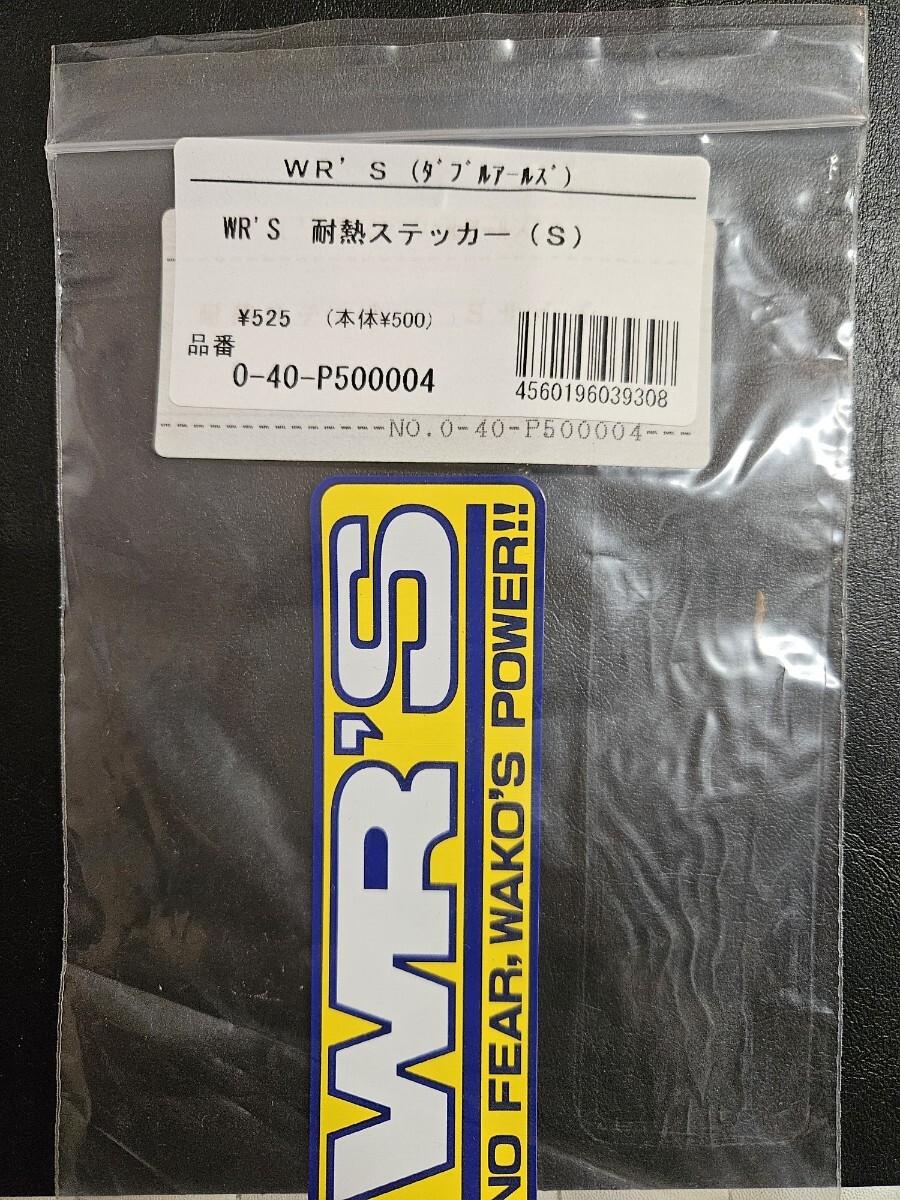 WR'S (ﾀﾞﾌﾞﾙｱｰﾙｽﾞ)
WR'S 耐熱ステッカー（S）
¥525 （本体¥500）
品番
0-40-P500004
4560196039308
NO.0-40-P500004
WR'S
NO FEAR, WAKO'S POWER!!